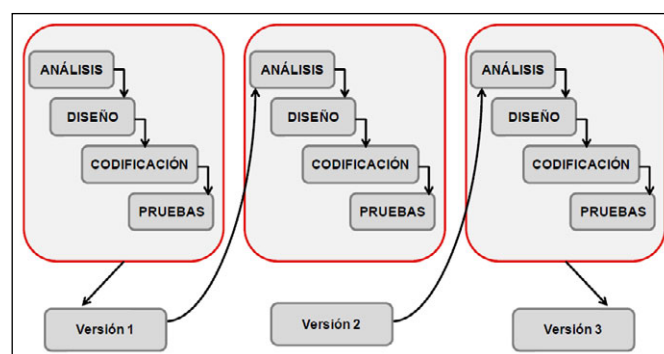 ANÁLISIS
DISEÑO
CODIFICACIÓN
PRUEBAS
ANÁLISIS
DISEÑO
CODIFICACIÓN
PRUEBAS
ANÁLISIS
DISEÑO
CODIFICACIÓN
PRUEBAS
Versión 1
Versión 2
Versión 3